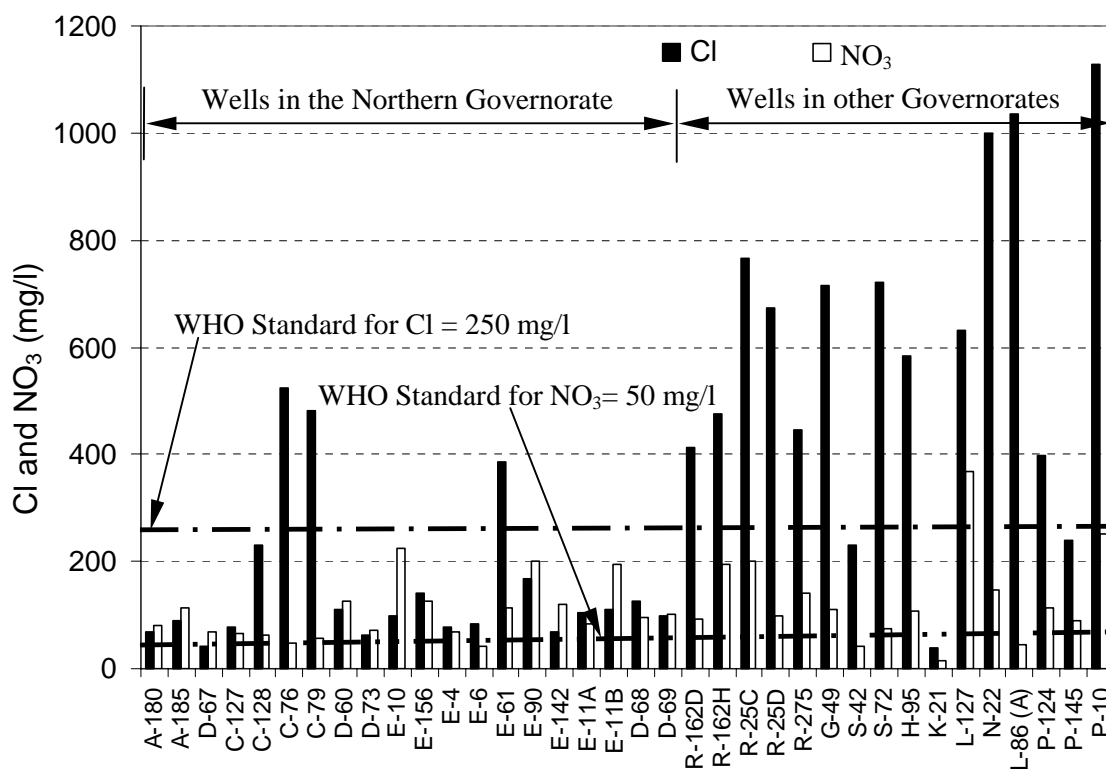 1200
1000
800
600
400
200
0
Cl and NO₃ (mg/l)
Cl
NO₃
Wells in the Northern Governorate
Wells in other Governorates
WHO Standard for Cl = 250 mg/l
WHO Standard for NO₃= 50 mg/l
A-180
A-185
D-67
C-127
C-128
C-76
C-79
D-60
D-73
E-10
E-156
E-4
E-6
E-61
E-90
E-142
E-11A
E-11B
D-68
D-69
R-162D
R-162H
R-25C
R-25D
R-275
G-49
S-42
S-72
H-95
K-21
L-127
N-22
L-86 (A)
P-124
P-145
P-10